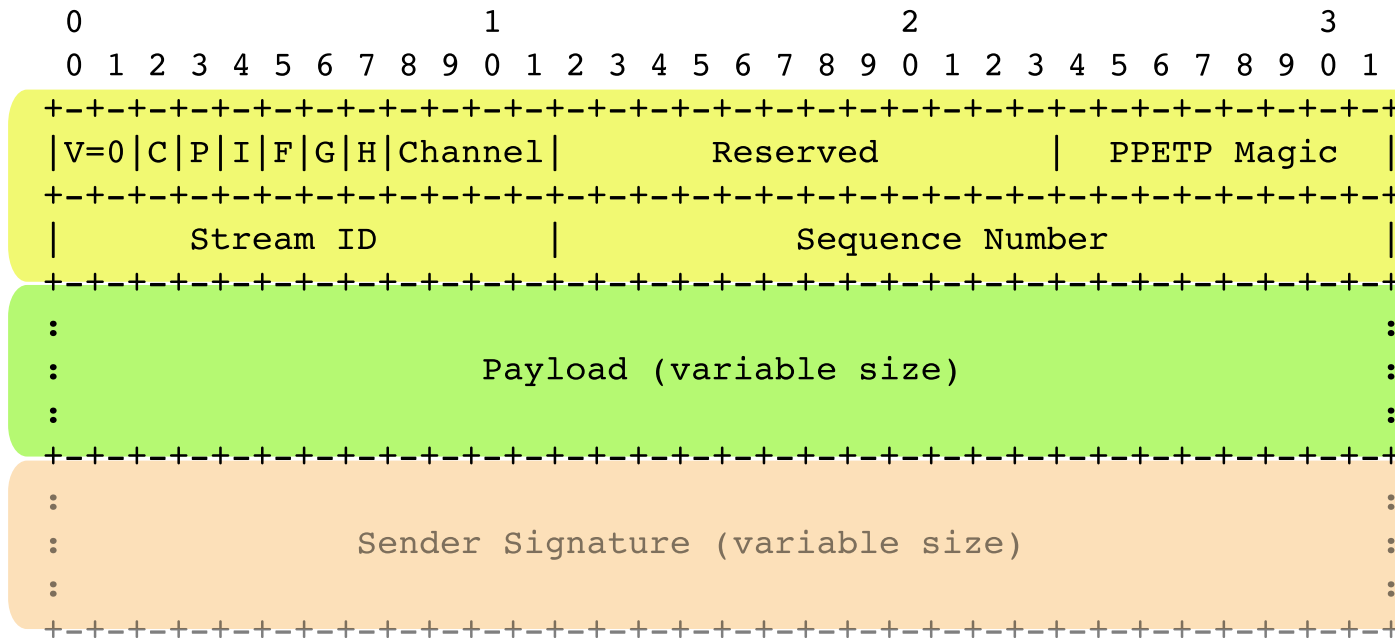 0 1 2 3
0 1 2 3 4 5 6 7 8 9 0 1 2 3 4 5 6 7 8 9 0 1 2 3 4 5 6 7 8 9 0 1
+-+-+-+-+-+-+-+-+-+-+-+-+-+-+-+-+-+-+-+-+-+-+-+-+-+-+-+-+-+-+-+-+
|V=0|C|P|I|F|G|H|Channel| Reserved | PPETP Magic |
+-+-+-+-+-+-+-+-+-+-+-+-+-+-+-+-+-+-+-+-+-+-+-+-+-+-+-+-+-+-+-+-+
| Stream ID | Sequence Number |
+-+-+-+-+-+-+-+-+-+-+-+-+-+-+-+-+-+-+-+-+-+-+-+-+-+-+-+-+-+-+-+-+
: :
: Payload (variable size) :
: :
+-+-+-+-+-+-+-+-+-+-+-+-+-+-+-+-+-+-+-+-+-+-+-+-+-+-+-+-+-+-+-+-+
: :
: Sender Signature (variable size) :
: :
+-+-+-+-+-+-+-+-+-+-+-+-+-+-+-+-+-+-+-+-+-+-+-+-+-+-+-+-+-+-+-+-+